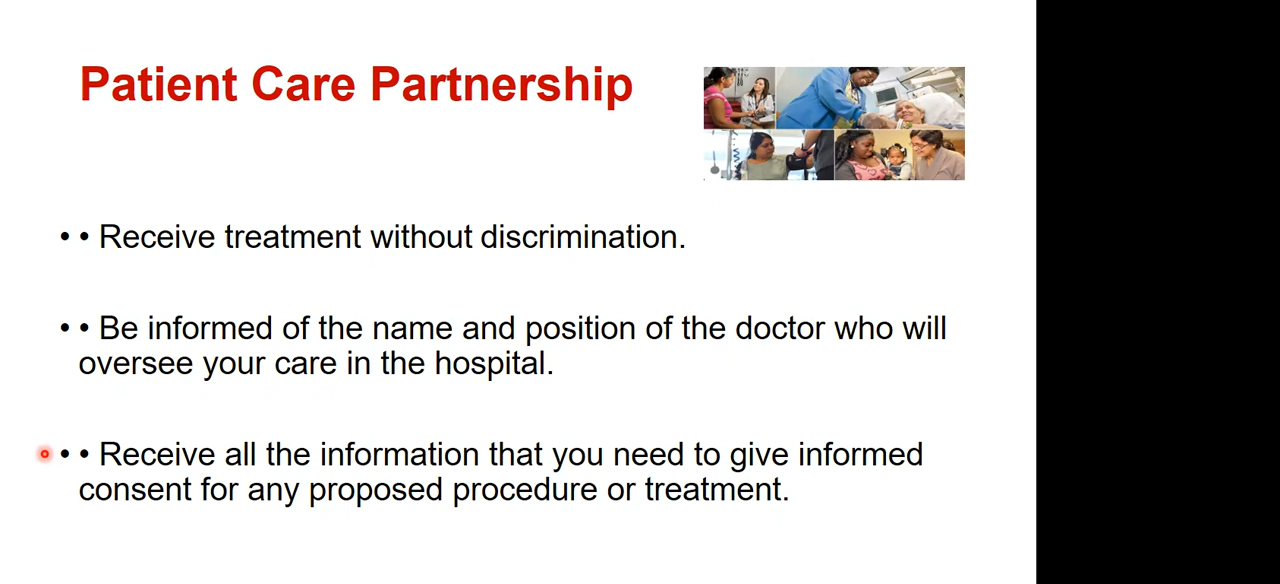 Patient Care Partnership
• • Receive treatment without discrimination.
• • Be informed of the name and position of the doctor who will
oversee your care in the hospital.
• • Receive all the information that you need to give informed
consent for any proposed procedure or treatment.